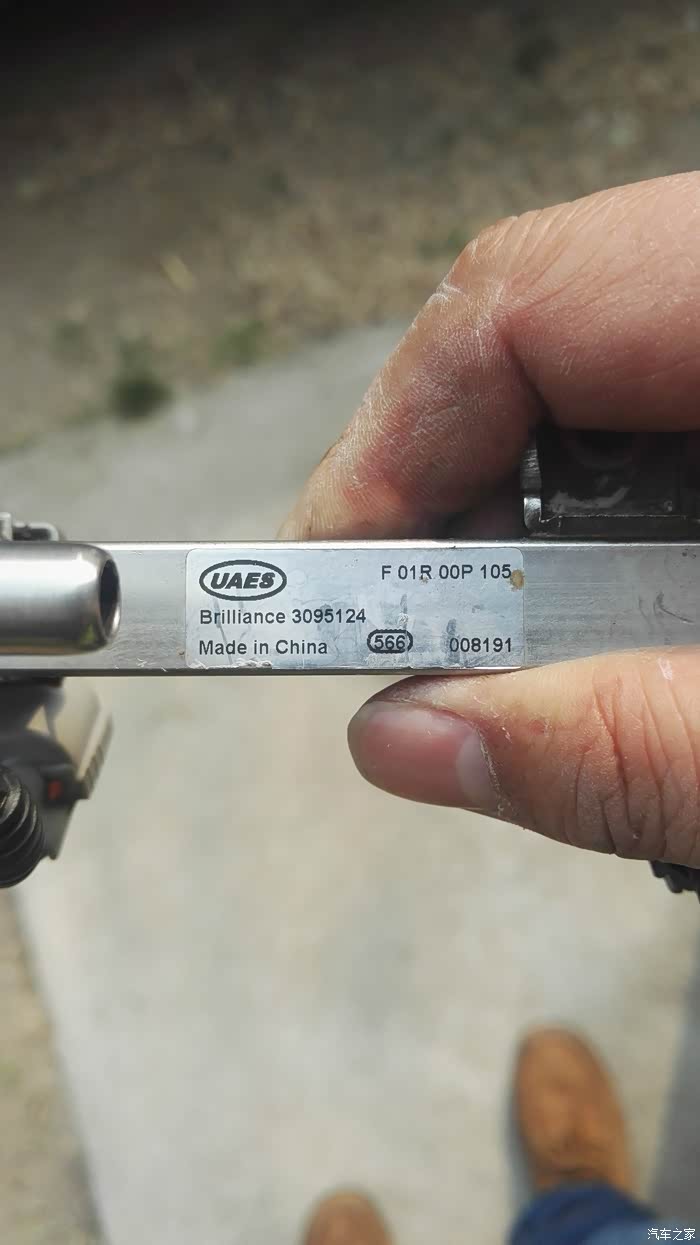 UAES F 01R 00P 105
Brilliance 3095124
Made in China 566 008191
汽车之家